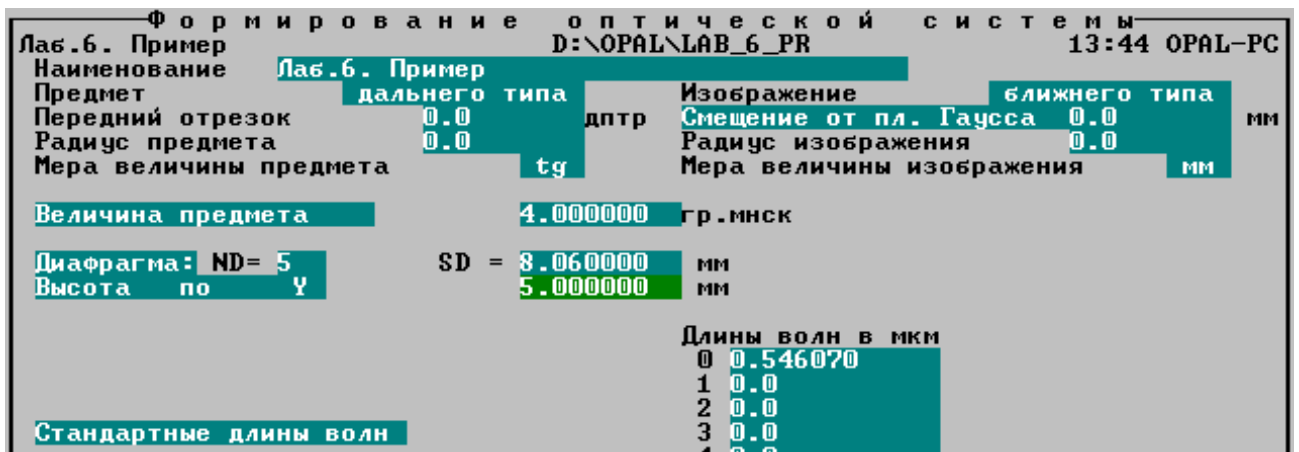 Формирование оптической системы
Лаб.6. Пример D:\OPAL\LAB_6_PR 13:44 OPAL-PC
Наименование Лаб.6. Пример
Предмет дальнего типа Изображение ближнего типа
Передний отрезок 0.0 дптр Смещение от пл. Гаусса 0.0 мм
Радиус предмета 0.0 Радиус изображения 0.0
Мера величины предмета tg Мера величины изображения мм
Величина предмета 4.000000 гр.мнск
Диафрагма: ND= 5 SD = 8.060000 мм
Высота по Y 5.000000 мм
Длины волн в мкм
0 0.546070
1 0.0
2 0.0
Стандартные длины волн 3 0.0